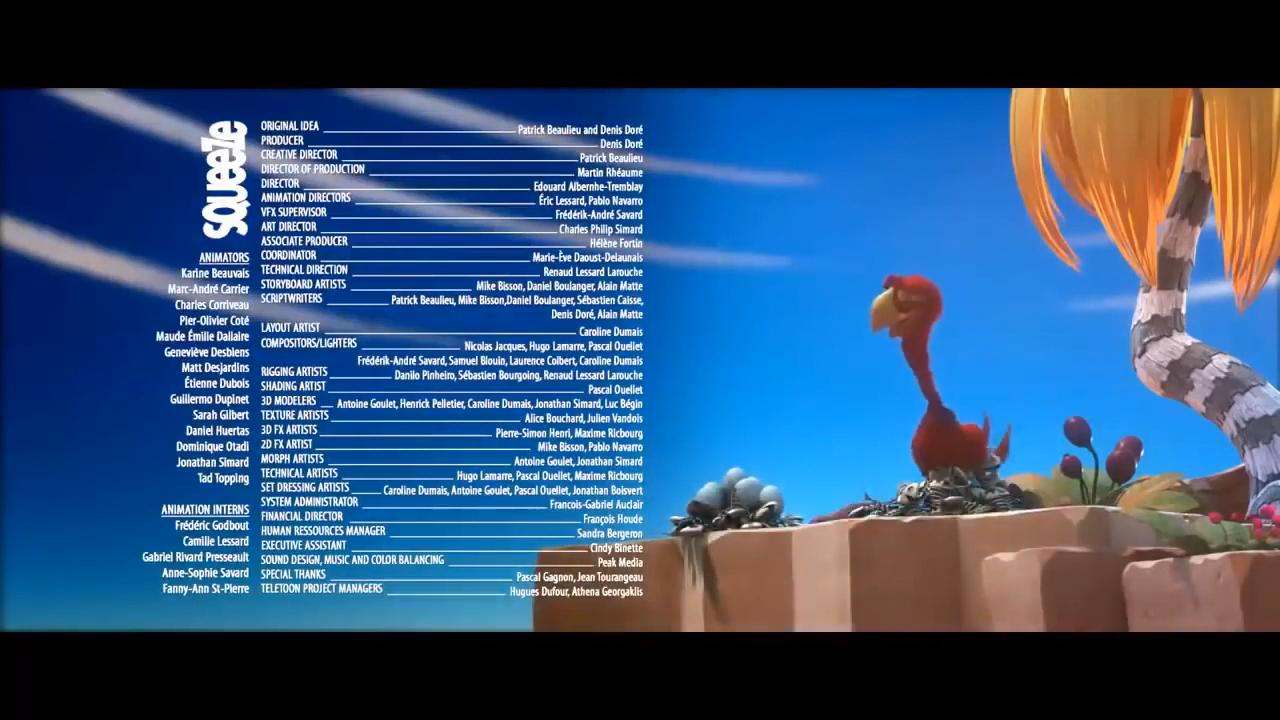 squeeze
ANIMATORS
Karine Beauvais
Marc-André Carrier
Charles Corriveau
Pier-Olivier Coté
Maude Émilie Dallaire
Geneviève Desbiens
Matt Desjardins
Étienne Dubois
Guillermo Dupinet
Sarah Gilbert
Daniel Huertas
Dominique Otadi
Jonathan Simard
Tad Topping
ANIMATION INTERNS
Frédéric Godbout
Camille Lessard
Gabriel Rivard Presseault
Anne-Sophie Savard
Fanny-Ann St-Pierre
ORIGINAL IDEA Patrick Beaulieu and Denis Doré
PRODUCER Denis Doré
CREATIVE DIRECTOR Patrick Beaulieu
DIRECTOR OF PRODUCTION Martin Rhéaume
DIRECTOR Edouard Albernhe-Tremblay
ANIMATION DIRECTORS Éric Lessard, Pablo Navarro
VFX SUPERVISOR Frédérik-André Savard
ART DIRECTOR Charles Philip Simard
ASSOCIATE PRODUCER Hélène Fortin
COORDINATOR Marie-Ève Daoust-Delaunais
TECHNICAL DIRECTION Renaud Lessard Larouche
STORYBOARD ARTISTS Mike Bisson, Daniel Boulanger, Alain Matte
SCRIPTWRITERS Patrick Beaulieu, Mike Bisson,Daniel Boulanger, Sébastien Caisse,
Denis Doré, Alain Matte
LAYOUT ARTIST Caroline Dumais
COMPOSITORS/LIGHTERS Nicolas Jacques, Hugo Lamarre, Pascal Ouellet
Frédérik-André Savard, Samuel Blouin, Laurence Colbert, Caroline Dumais
RIGGING ARTISTS Danilo Pinheiro, Sébastien Bourgoing, Renaud Lessard Larouche
SHADING ARTIST Pascal Ouellet
3D MODELERS Antoine Goulet, Henrick Pelletier, Caroline Dumais, Jonathan Simard, Luc Bégin
TEXTURE ARTISTS Alice Bouchard, Julien Vandois
3D FX ARTISTS Pierre-Simon Henri, Maxime Ricbourg
2D FX ARTIST Mike Bisson, Pablo Navarro
MORPH ARTISTS Antoine Goulet, Jonathan Simard
TECHNICAL ARTISTS Hugo Lamarre, Pascal Ouellet, Maxime Ricbourg
SET DRESSING ARTISTS Caroline Dumais, Antoine Goulet, Pascal Ouellet, Jonathan Boisvert
SYSTEM ADMINISTRATOR Francois-Gabriel Auclair
FINANCIAL DIRECTOR François Houde
HUMAN RESSOURCES MANAGER Sandra Bergeron
EXECUTIVE ASSISTANT Cindy Binette
SOUND DESIGN, MUSIC AND COLOR BALANCING Peak Media
SPECIAL THANKS Pascal Gagnon, Jean Tourangeau
TELETOON PROJECT MANAGERS Hugues Dufour, Athena Georgaklis